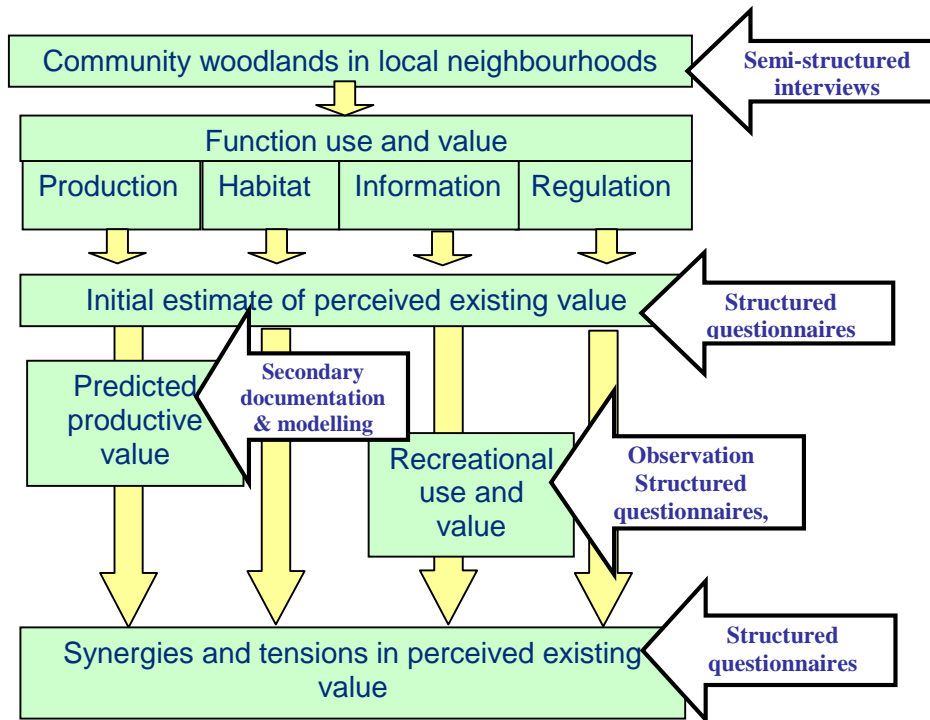 Community woodlands in local neighbourhoods
Semi-structured
interviews
Function use and value
Production
Habitat
Information
Regulation
Initial estimate of perceived existing value
Structured
questionnaires
Predicted
productive
value
Secondary
documentation
& modelling
Recreational
use and
value
Observation
Structured
questionnaires,
Synergies and tensions in perceived existing
value
Structured
questionnaires